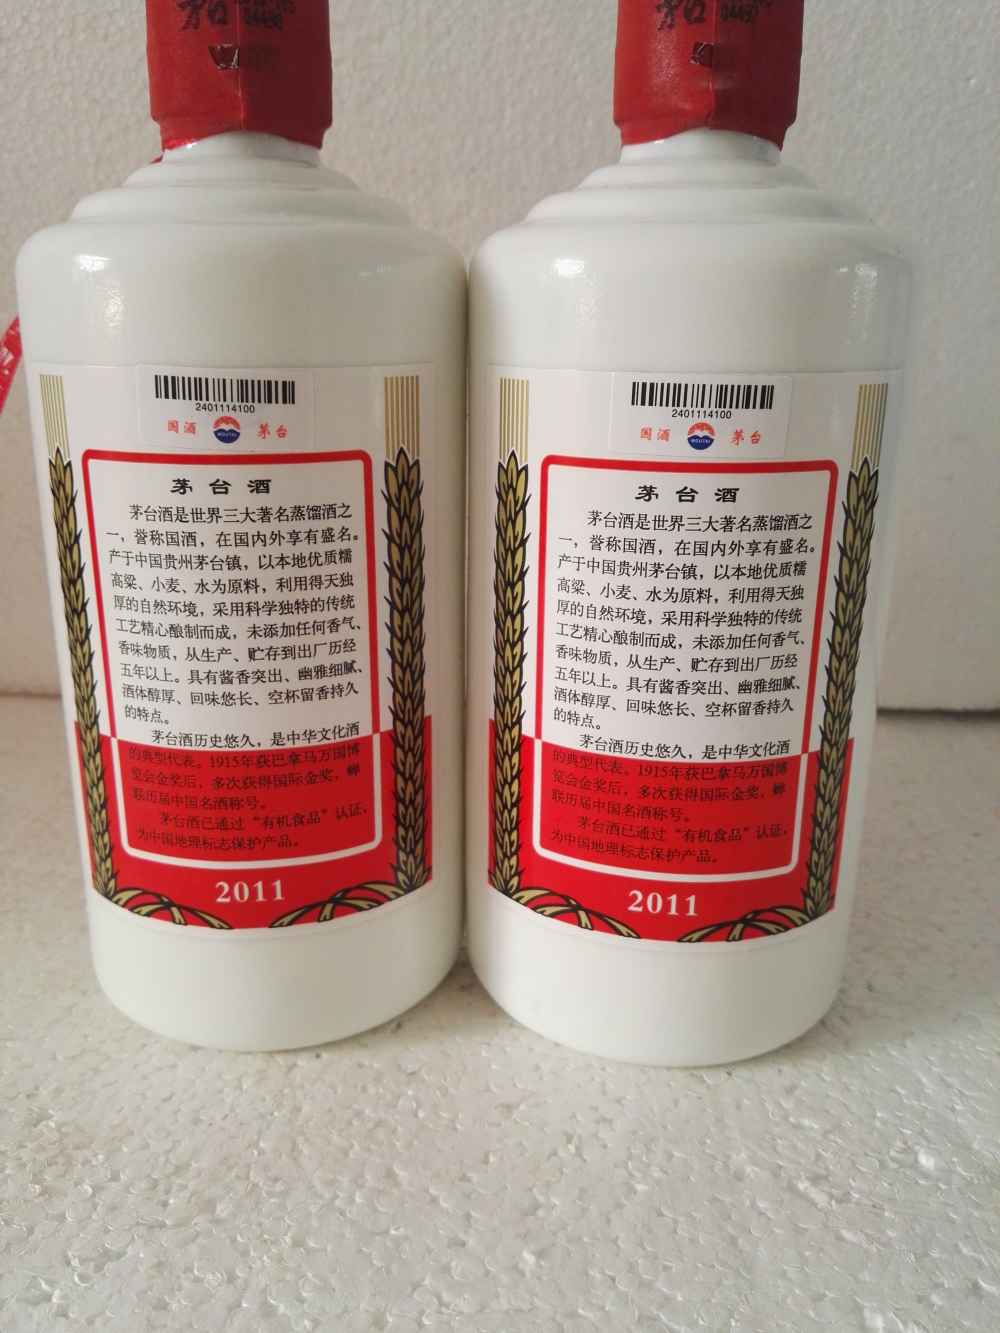 茅台
茅台
2401114100
国酒 茅台
MOUTAI
茅台酒
茅台酒是世界三大著名蒸馏酒之
一，誉称国酒，在国内外享有盛名。
产于中国贵州茅台镇，以本地优质糯
高粱、小麦、水为原料，利用得天独
厚的自然环境，采用科学独特的传统
工艺精心酿制而成，未添加任何香气、
香味物质，从生产、贮存到出厂历经
五年以上。具有酱香突出、幽雅细腻、
酒体醇厚、回味悠长、空杯留香持久
的特点。
茅台酒历史悠久，是中华文化酒
的典型代表。1915年获巴拿马万国博
览会金奖后，多次获得国际金奖，蝉
联历届中国名酒称号。
茅台酒已通过“有机食品”认证，
为中国地理标志保护产品。
2011
2401114100
国酒 茅台
MOUTAI
茅台酒
茅台酒是世界三大著名蒸馏酒之
一，誉称国酒，在国内外享有盛名。
产于中国贵州茅台镇，以本地优质糯
高粱、小麦、水为原料，利用得天独
厚的自然环境，采用科学独特的传统
工艺精心酿制而成，未添加任何香气、
香味物质，从生产、贮存到出厂历经
五年以上。具有酱香突出、幽雅细腻、
酒体醇厚、回味悠长、空杯留香持久
的特点。
茅台酒历史悠久，是中华文化酒
的典型代表。1915年获巴拿马万国博
览会金奖后，多次获得国际金奖，蝉
联历届中国名酒称号。
茅台酒已通过“有机食品”认证，
为中国地理标志保护产品。
2011